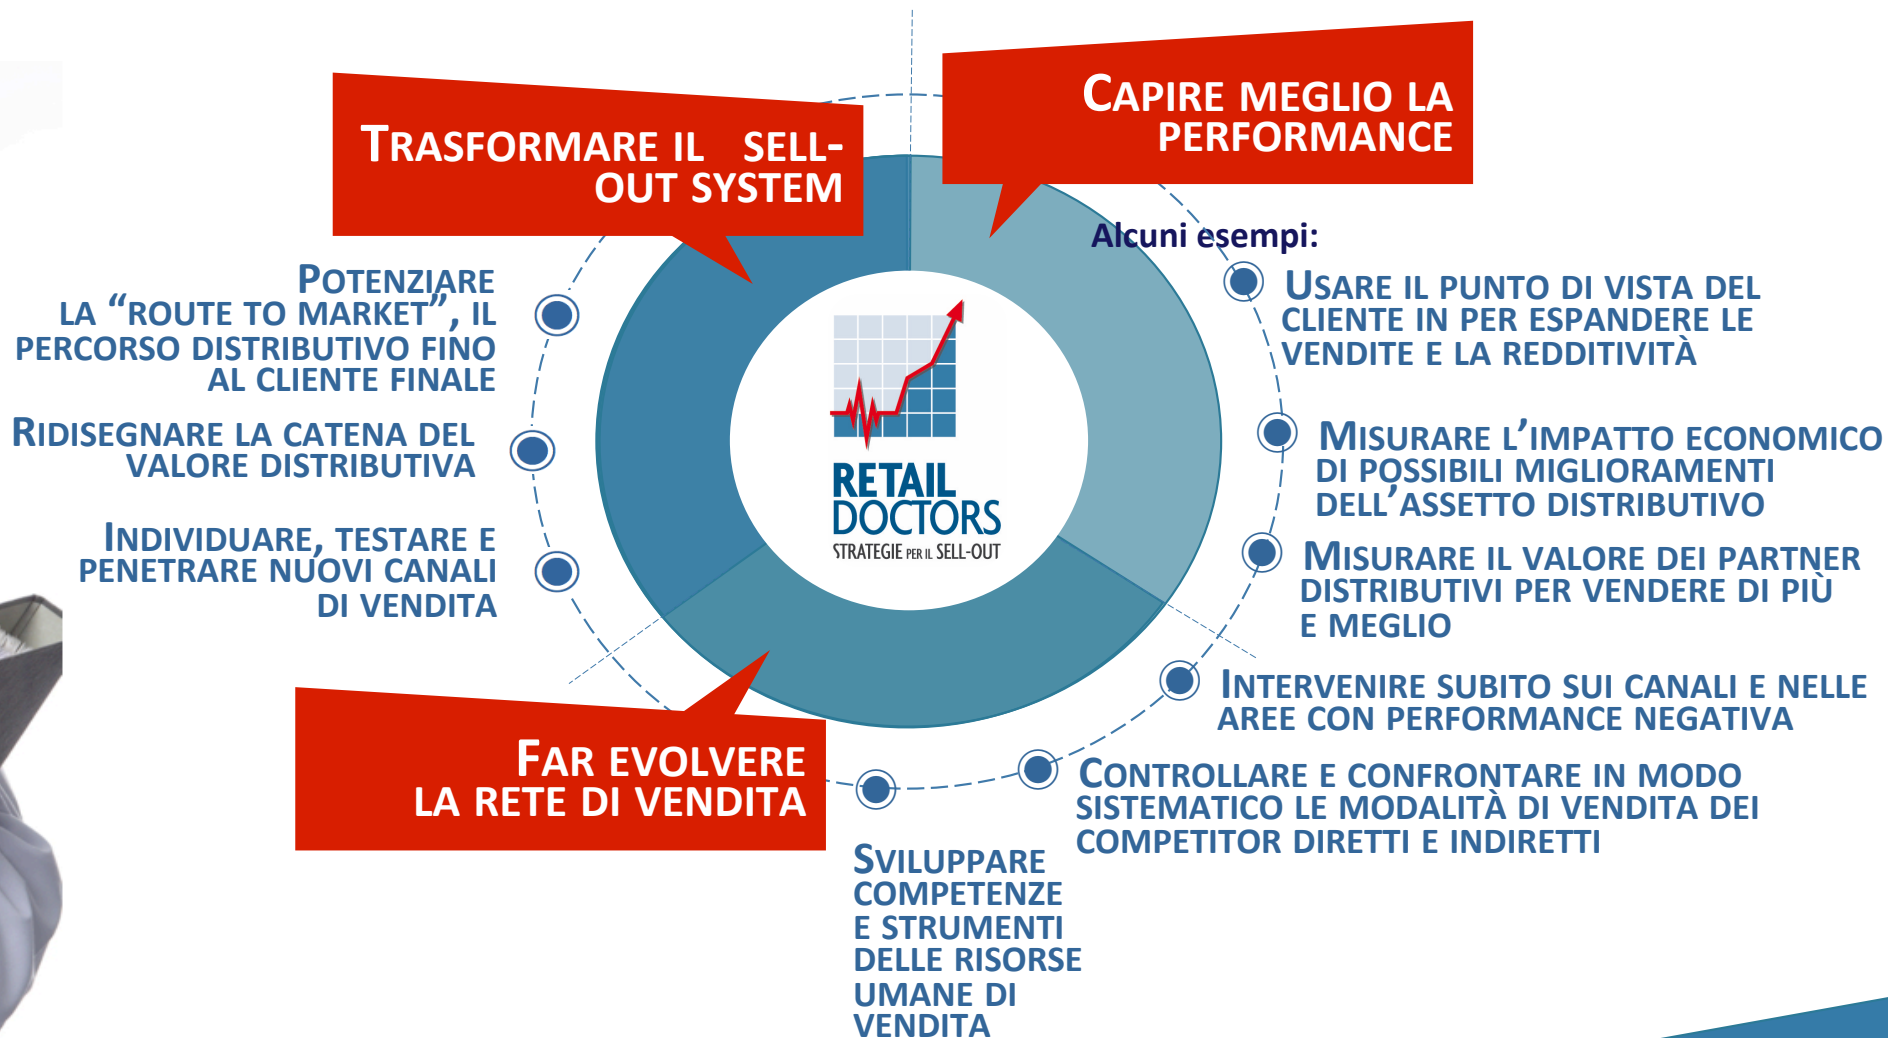 TRASFORMARE IL SELL-
OUT SYSTEM
CAPIRE MEGLIO LA
PERFORMANCE
Alcuni esempi:
POTENZIARE
LA “ROUTE TO MARKET”, IL
PERCORSO DISTRIBUTIVO FINO
AL CLIENTE FINALE
RIDISEGNARE LA CATENA DEL
VALORE DISTRIBUTIVA
INDIVIDUARE, TESTARE E
PENETRARE NUOVI CANALI
DI VENDITA
RETAIL
DOCTORS
STRATEGIE PER IL SELL-OUT
USARE IL PUNTO DI VISTA DEL
CLIENTE IN PER ESPANDERE LE
VENDITE E LA REDDITIVITÀ
MISURARE L’IMPATTO ECONOMICO
DI POSSIBILI MIGLIORAMENTI
DELL’ASSETTO DISTRIBUTIVO
MISURARE IL VALORE DEI PARTNER
DISTRIBUTIVI PER VENDERE DI PIÙ
E MEGLIO
INTERVENIRE SUBITO SUI CANALI E NELLE
AREE CON PERFORMANCE NEGATIVA
CONTROLLARE E CONFRONTARE IN MODO
SISTEMATICO LE MODALITÀ DI VENDITA DEI
COMPETITOR DIRETTI E INDIRETTI
FAR EVOLVERE
LA RETE DI VENDITA
SVILUPPARE
COMPETENZE
E STRUMENTI
DELLE RISORSE
UMANE DI
VENDITA